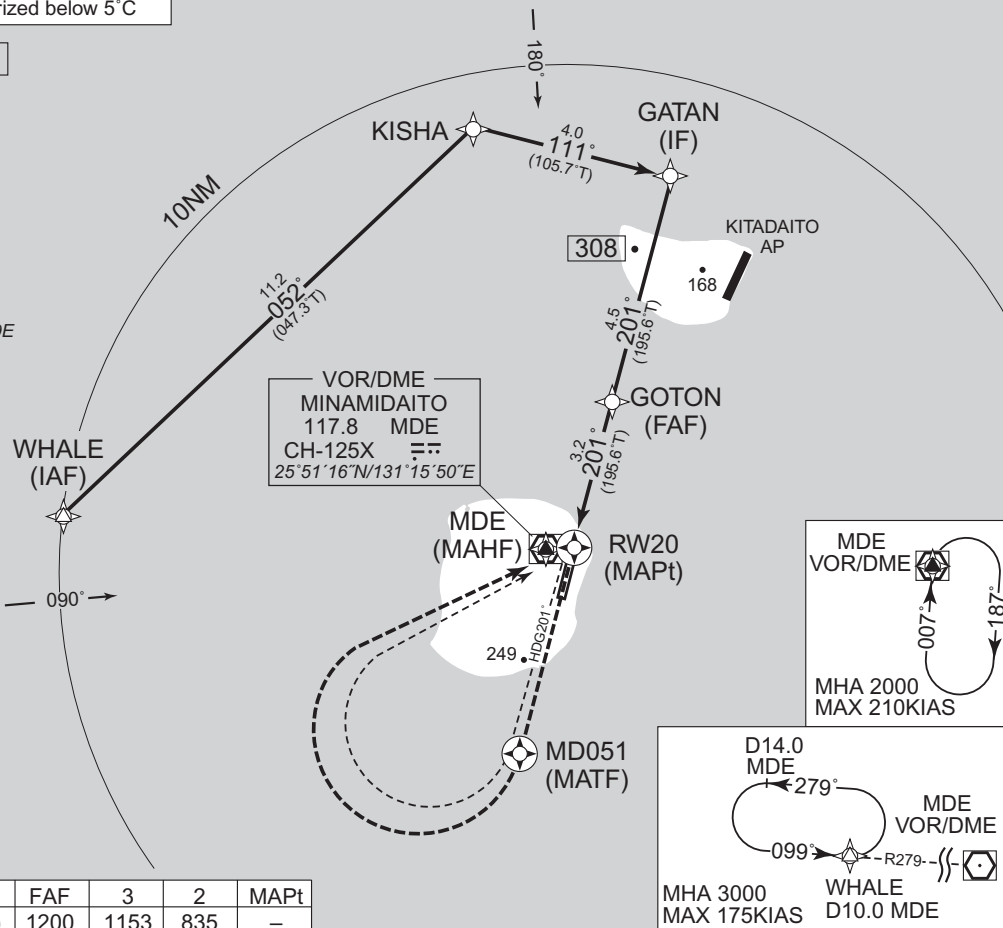 rized below 5°C
180°
KISHA
4.0
111°
(105.7°T)
GATAN
(IF)
10NM
KITADAITO
AP
308
168
11.2
052°
(047.3°T)
4.5
201°
(195.6°T)
VOR/DME
MINAMIDAITO
117.8 MDE
CH-125X
25°51´16˝N/131°15´50˝E
GOTON
(FAF)
3.2
201°
(195.6°T)
WHALE
(IAF)
MDE
(MAHF)
RW20
(MAPt)
090°
HDG201°
249
MD051
(MATF)
MDE
VOR/DME
007°
187°
MHA 2000
MAX 210KIAS
D14.0
MDE
279°
099°
MDE
VOR/DME
R279
WHALE
D10.0 MDE
MHA 3000
MAX 175KIAS
FAF 3 2 MAPt
1200 1153 835 –